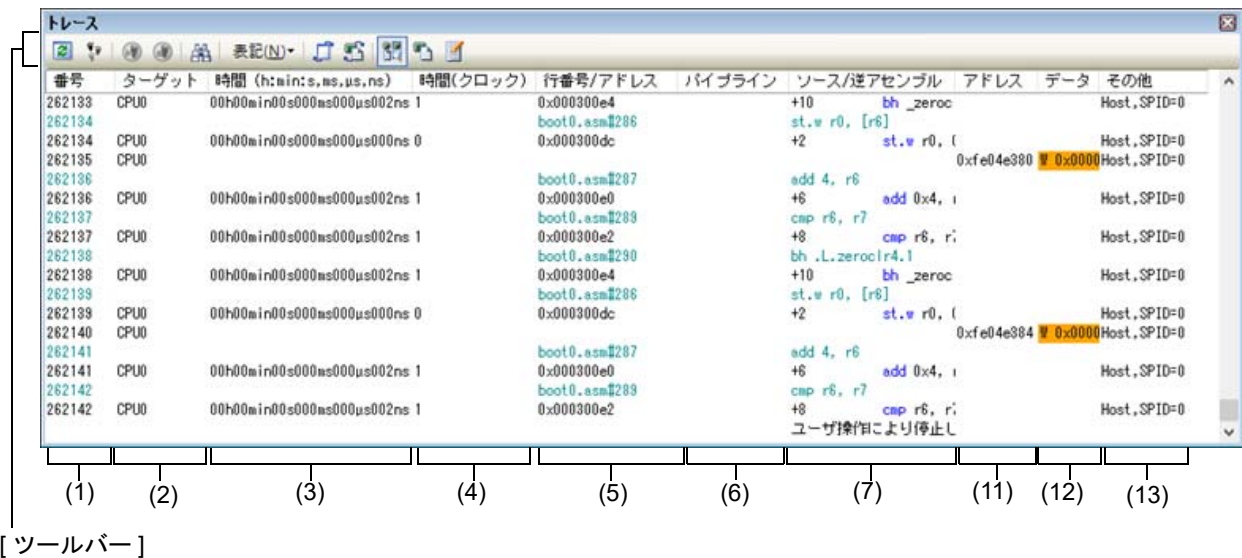 トレース
表記(N)
番号 ターゲット 時間 (h:min:s,ms,μs,ns) 時間(クロック) 行番号/アドレス パイプライン ソース/逆アセンブル アドレス データ その他
262133 CPU0 00h00min00s000ms000μs002ns 1 0x000300e4 +10 bh _zeroc Host,SPID=0
262134 boot0.asm#286 st.w r0, [r6]
262134 CPU0 00h00min00s000ms000μs000ns 0 0x000300dc +2 st.w r0, Host,SPID=0
262135 CPU0 0xfe04e380 W 0x0000 Host,SPID=0
262136 boot0.asm#287 add 4, r6
262136 CPU0 00h00min00s000ms000μs002ns 1 0x000300e0 +6 add 0x4, Host,SPID=0
262137 boot0.asm#289 cmp r6, r7
262137 CPU0 00h00min00s000ms000μs002ns 1 0x000300e2 +8 cmp r6, r7 Host,SPID=0
262138 boot0.asm#290 bh .L.zeroclr4.1
262138 CPU0 00h00min00s000ms000μs002ns 1 0x000300e4 +10 bh _zeroc Host,SPID=0
262139 boot0.asm#286 st.w r0, [r6]
262139 CPU0 00h00min00s000ms000μs000ns 0 0x000300dc +2 st.w r0, Host,SPID=0
262140 CPU0 0xfe04e384 W 0x0000 Host,SPID=0
262141 boot0.asm#287 add 4, r6
262141 CPU0 00h00min00s000ms000μs002ns 1 0x000300e0 +6 add 0x4, Host,SPID=0
262142 boot0.asm#289 cmp r6, r7
262142 CPU0 00h00min00s000ms000μs002ns 1 0x000300e2 +8 cmp r6, r7 Host,SPID=0
ユーザ操作により停止し
(1) (2) (3) (4) (5) (6) (7) (11) (12) (13)
[ ツールバー ]